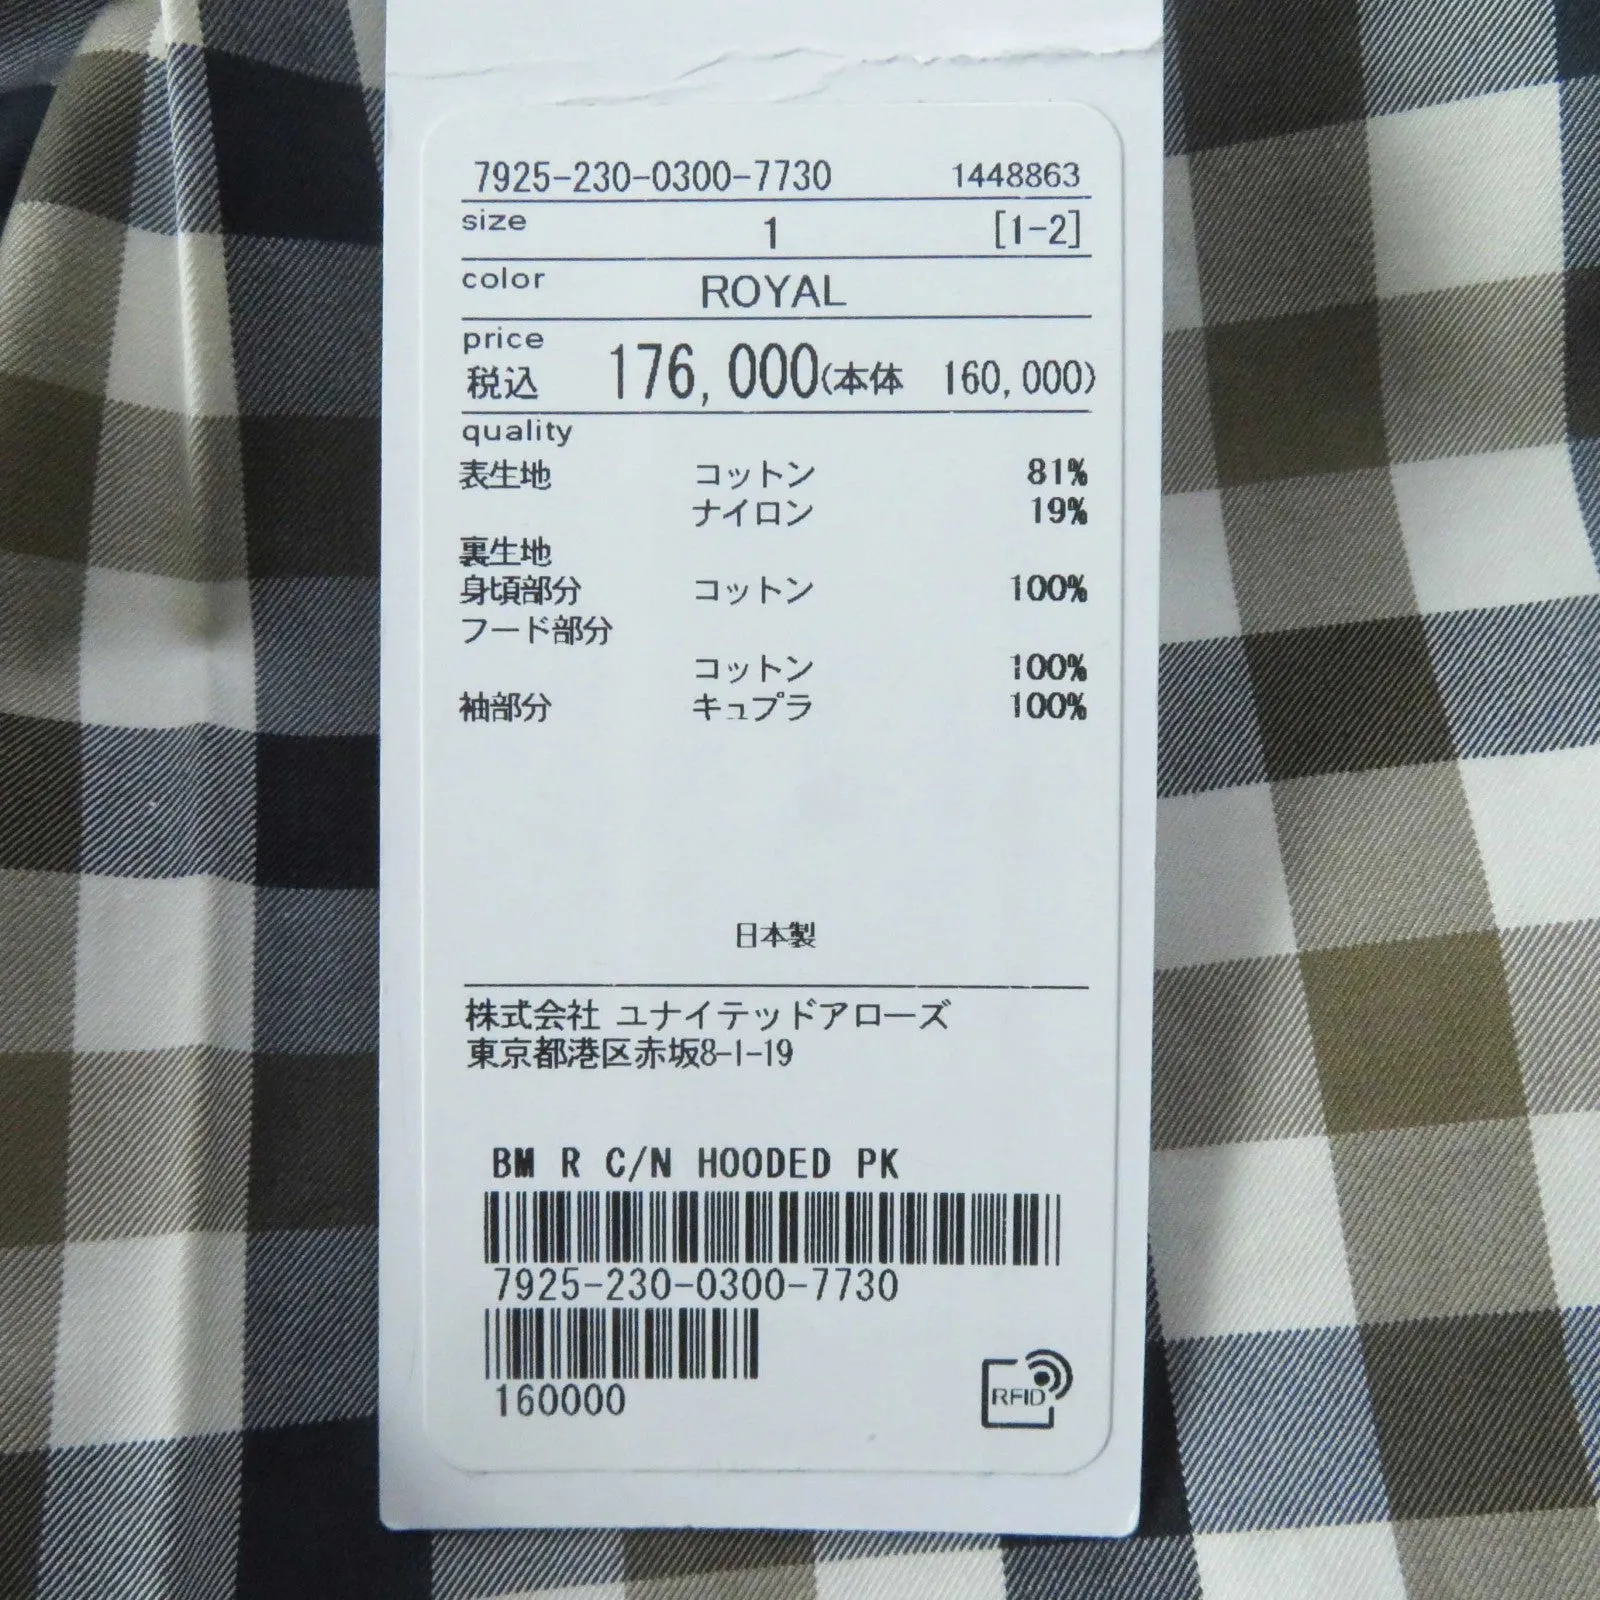 7925-230-0300-7730 1448863
size 1 [1-2]
color ROYAL
price
税込 176,000(本体 160,000)
quality
表生地 コットン 81%
ナイロン 19%
裏生地
身頃部分 コットン 100%
フード部分
コットン 100%
袖部分 キュプラ 100%
日本製
株式会社 ユナイテッドアローズ
東京都港区赤坂8-1-19
BM R C/N HOODED PK
7925-230-0300-7730
160000
RFID